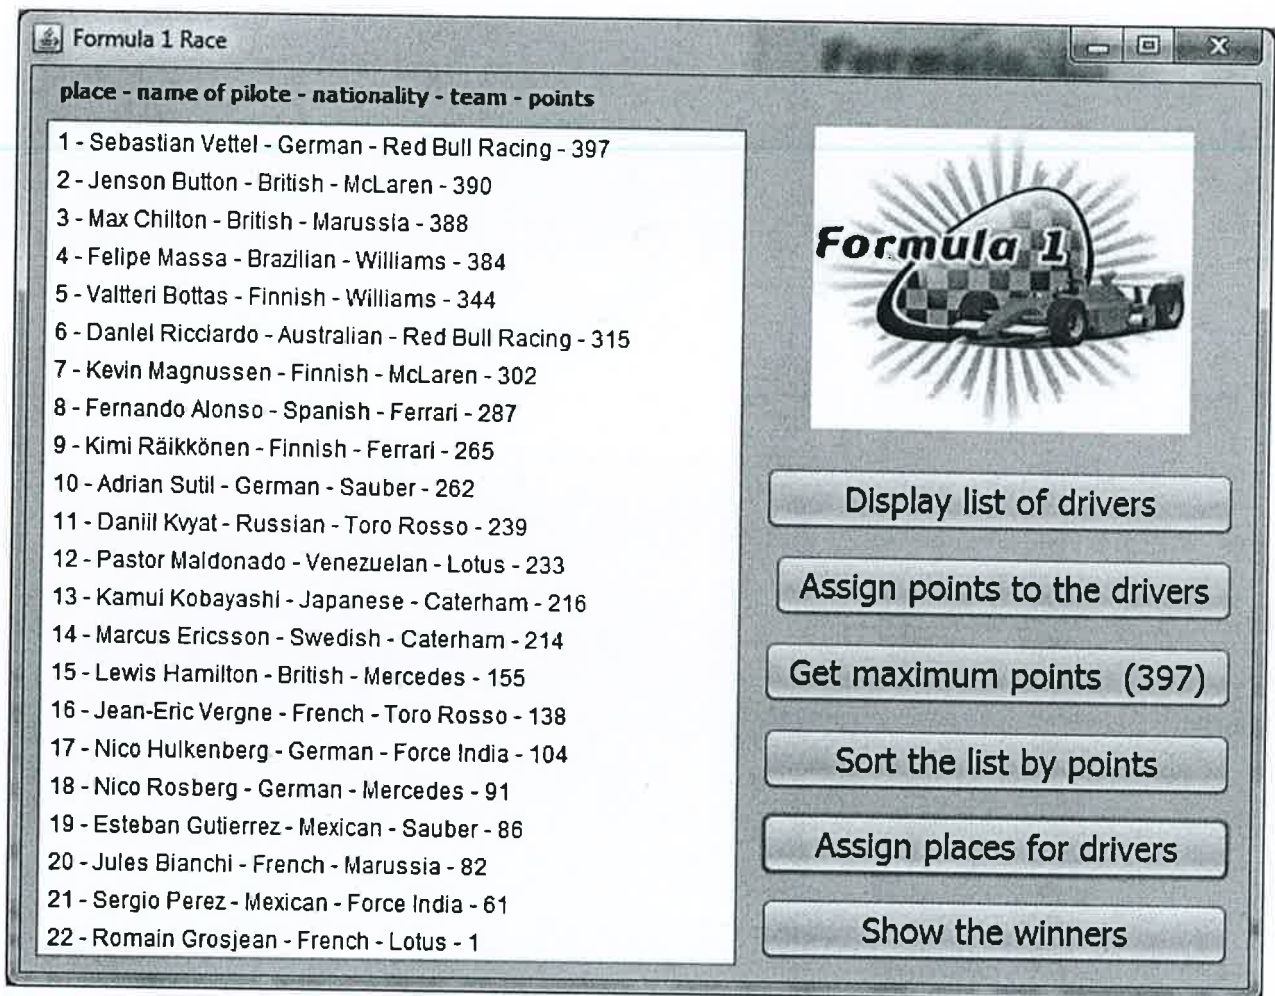 Formula 1 Race
place - name of pilote - nationality - team - points
1 - Sebastian Vettel - German - Red Bull Racing - 397
2 - Jenson Button - British - McLaren - 390
3 - Max Chilton - British - Marussia - 388
4 - Felipe Massa - Brazilian - Williams - 384
5 - Valtteri Bottas - Finnish - Williams - 344
6 - Daniel Ricciardo - Australian - Red Bull Racing - 315
7 - Kevin Magnussen - Finnish - McLaren - 302
8 - Fernando Alonso - Spanish - Ferrari - 287
9 - Kimi Räikkönen - Finnish - Ferrari - 265
10 - Adrian Sutil - German - Sauber - 262
11 - Daniil Kvyat - Russian - Toro Rosso - 239
12 - Pastor Maldonado - Venezuelan - Lotus - 233
13 - Kamui Kobayashi - Japanese - Caterham - 216
14 - Marcus Ericsson - Swedish - Caterham - 214
15 - Lewis Hamilton - British - Mercedes - 155
16 - Jean-Eric Vergne - French - Toro Rosso - 138
17 - Nico Hulkenberg - German - Force India - 104
18 - Nico Rosberg - German - Mercedes - 91
19 - Esteban Gutierrez - Mexican - Sauber - 86
20 - Jules Bianchi - French - Marussia - 82
21 - Sergio Perez - Mexican - Force India - 61
22 - Romain Grosjean - French - Lotus - 1
Formula 1
Display list of drivers
Assign points to the drivers
Get maximum points (397)
Sort the list by points
Assign places for drivers
Show the winners